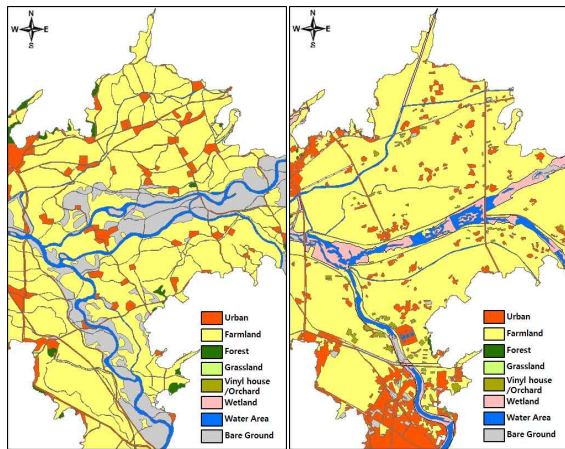 N
W E
S
Urban
Farmland
Forest
Grassland
Vinyl house
/Orchard
Wetland
Water Area
Bare Ground
N
W E
S
Urban
Farmland
Forest
Grassland
Vinyl house
/Orchard
Wetland
Water Area
Bare Ground